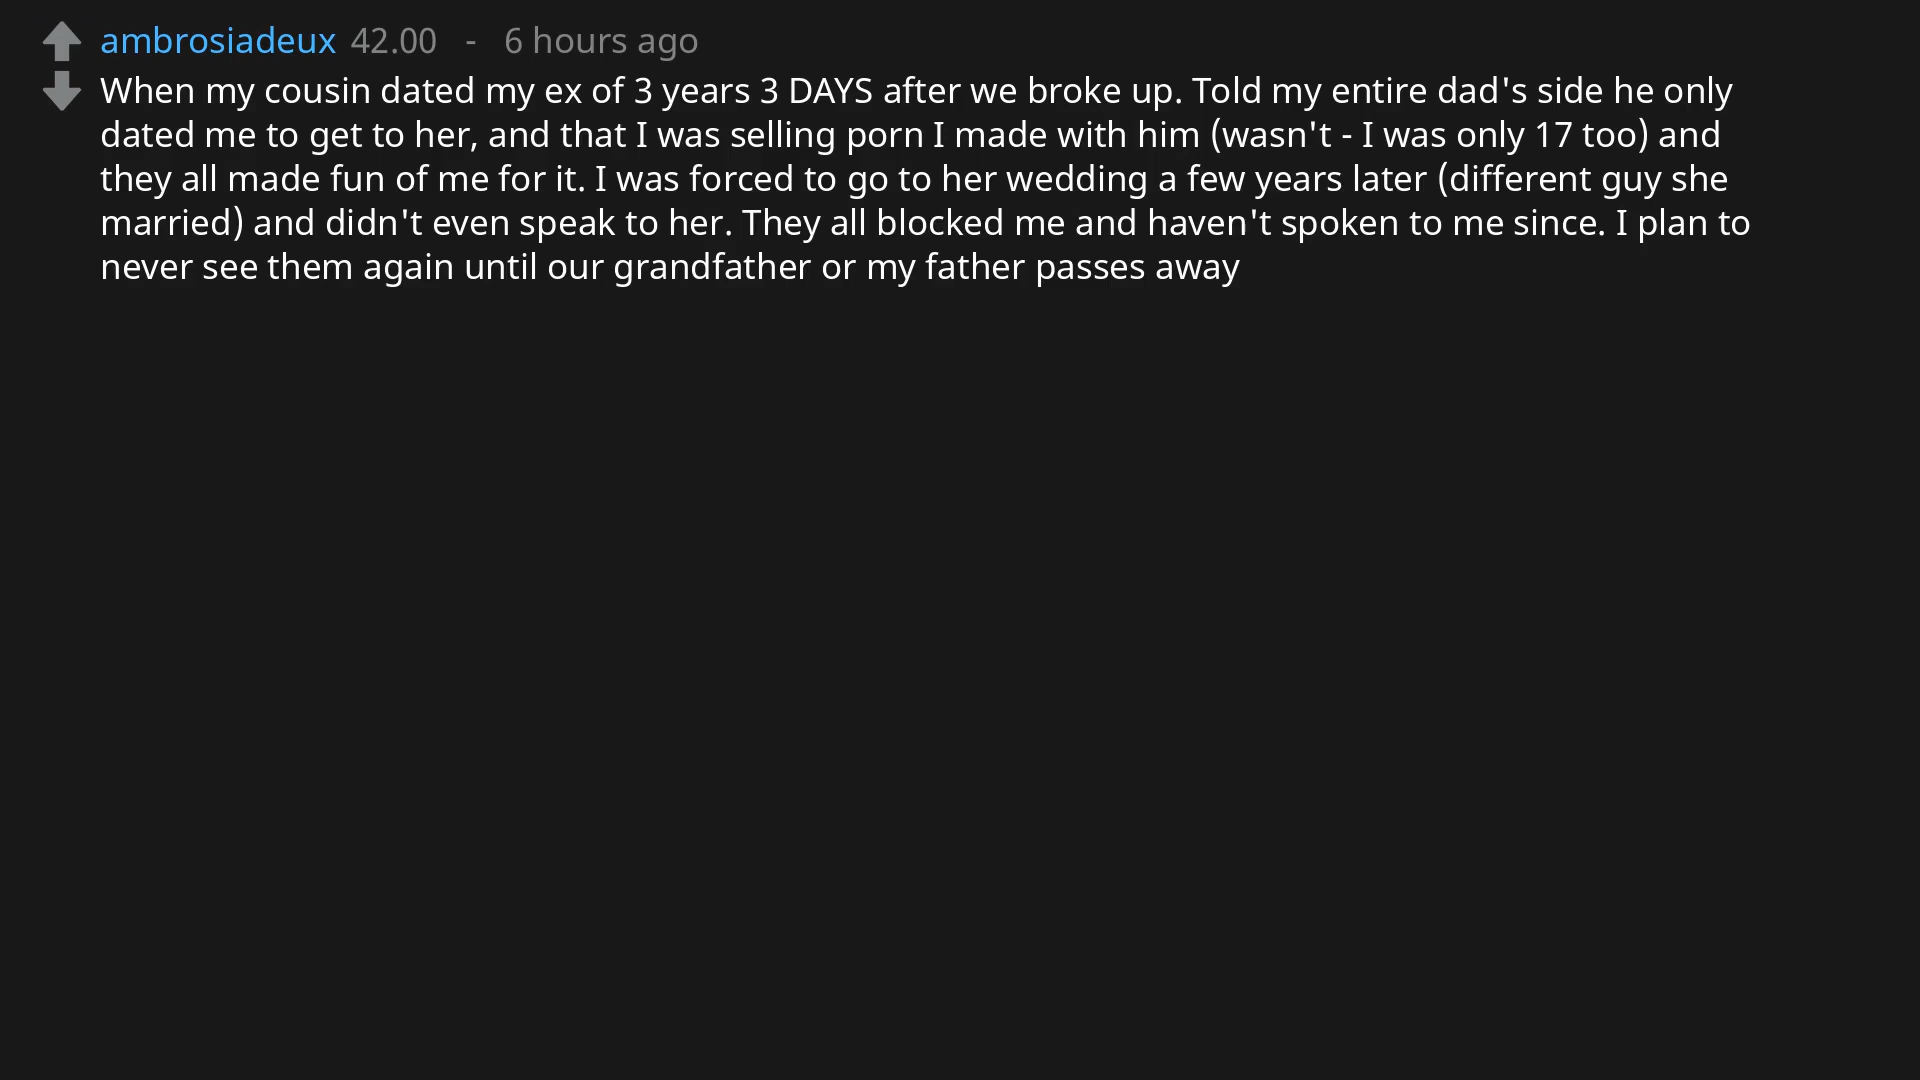 ambrosiadeux 42.00 - 6 hours ago
When my cousin dated my ex of 3 years 3 DAYS after we broke up. Told my entire dad's side he only
dated me to get to her, and that I was selling porn I made with him (wasn't - I was only 17 too) and
they all made fun of me for it. I was forced to go to her wedding a few years later (different guy she
married) and didn't even speak to her. They all blocked me and haven't spoken to me since. I plan to
never see them again until our grandfather or my father passes away